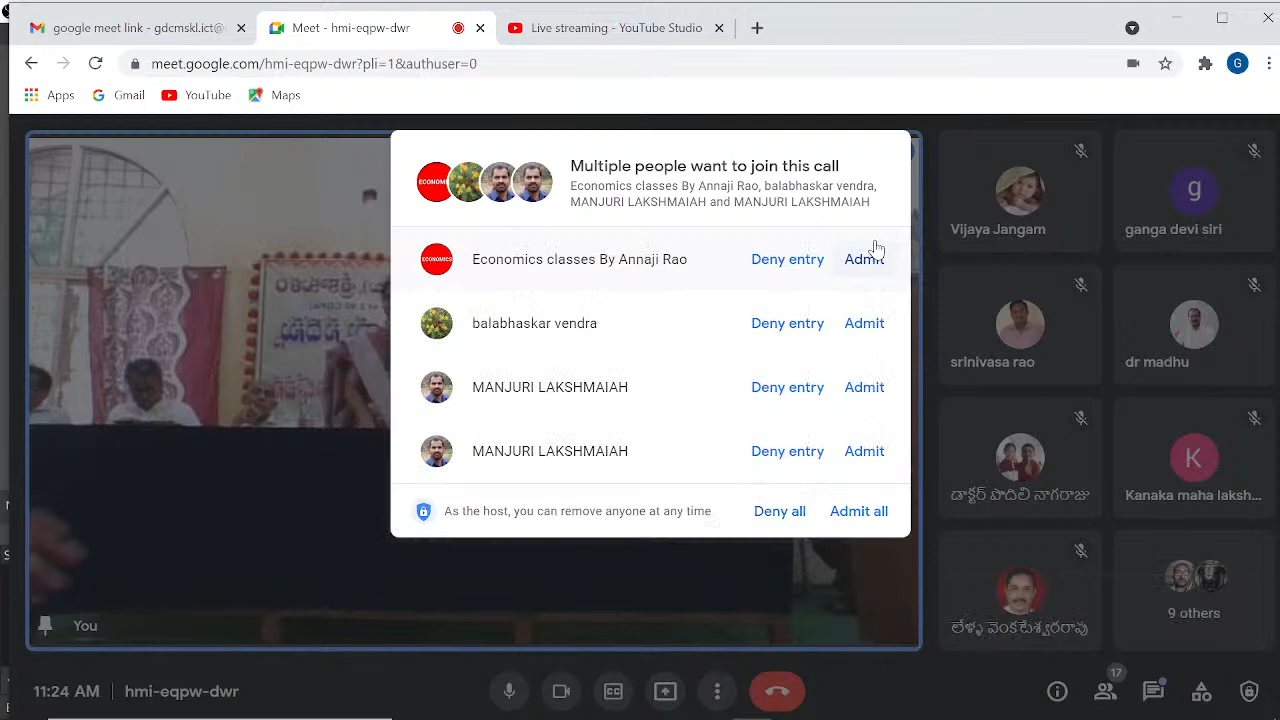 google meet link - gdcmskl.ict@
Meet - hmi-eqpw-dwr
Live streaming - YouTube Studio
meet.google.com/hmi-eqpw-dwr?pli=1&authuser=0
G
Apps
Gmail
YouTube
Maps
Multiple people want to join this call
Economics classes By Annaji Rao, balabhaskar vendra,
MANJURI LAKSHMAIAH and MANJURI LAKSHMAIAH
ECONOMICS
Economics classes By Annaji Rao
Deny entry
Admit
balabhaskar vendra
Deny entry
Admit
MANJURI LAKSHMAIAH
Deny entry
Admit
MANJURI LAKSHMAIAH
Deny entry
Admit
As the host, you can remove anyone at any time
Deny all
Admit all
Vijaya Jangam
g
ganga devi siri
srinivasa rao
dr madhu
డాక్టర్ పొదిలి నాగరాజు
K
Kanaka maha laksh...
లేళ్ళ వెంకటేశ్వరరావు
9 others
You
11:24 AM
hmi-eqpw-dwr
17